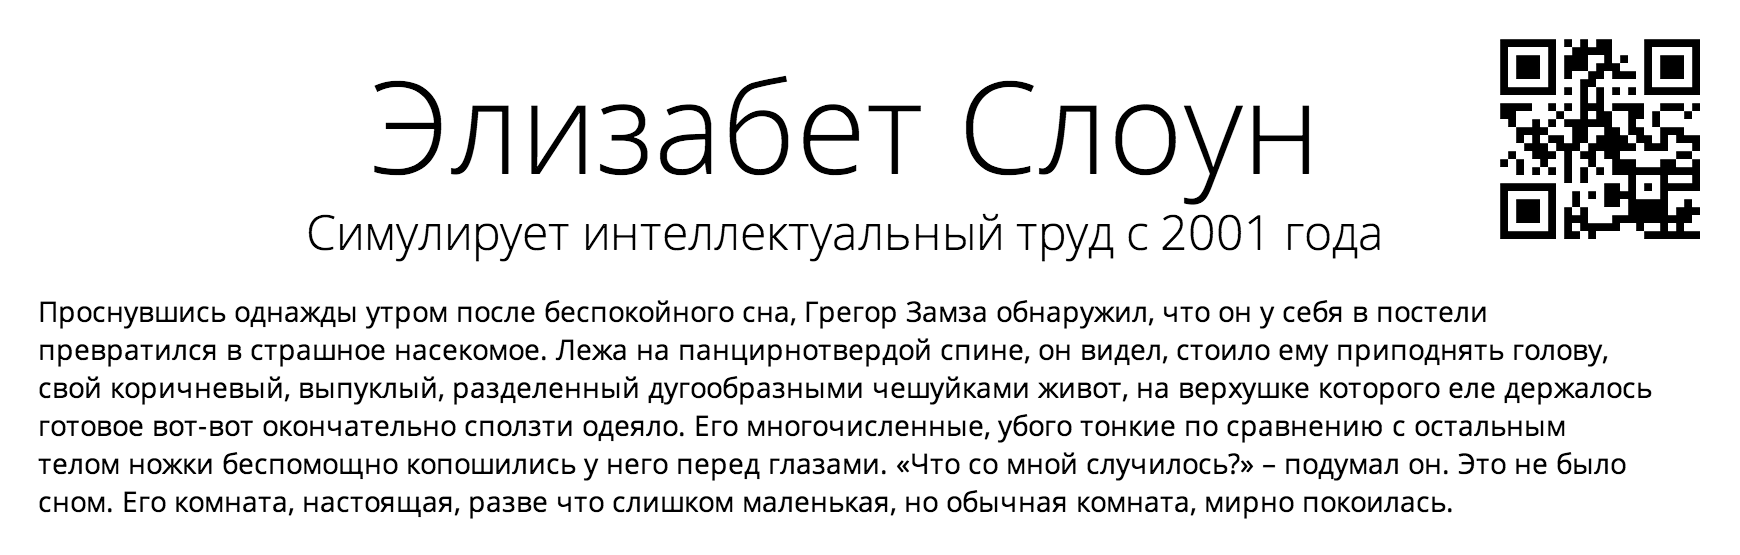 Элизабет Слоун
Симулирует интеллектуальный труд с 2001 года
Проснувшись однажды утром после беспокойного сна, Грегор Замза обнаружил, что он у себя в постели
превратился в страшное насекомое. Лежа на панцирнотвердой спине, он видел, стоило ему приподнять голову,
свой коричневый, выпуклый, разделенный дугообразными чешуйками живот, на верхушке которого еле держалось
готовое вот-вот окончательно сползти одеяло. Его многочисленные, убого тонкие по сравнению с остальным
телом ножки беспомощно копошились у него перед глазами. «Что со мной случилось?» – подумал он. Это не было
сном. Его комната, настоящая, разве что слишком маленькая, но обычная комната, мирно покоилась.